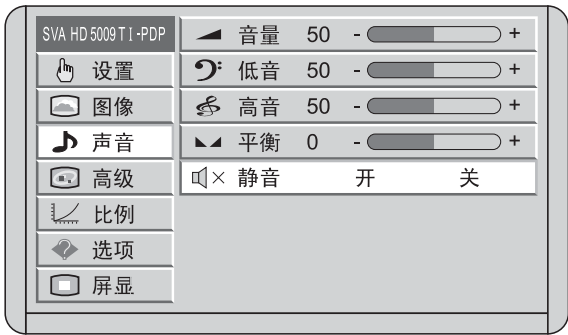 SVA HD 5009 T I -PDP
设置
图像
声音
高级
比例
选项
屏显
音量 50 - +
低音 50 - +
高音 50 - +
平衡 0 - +
静音 开 关